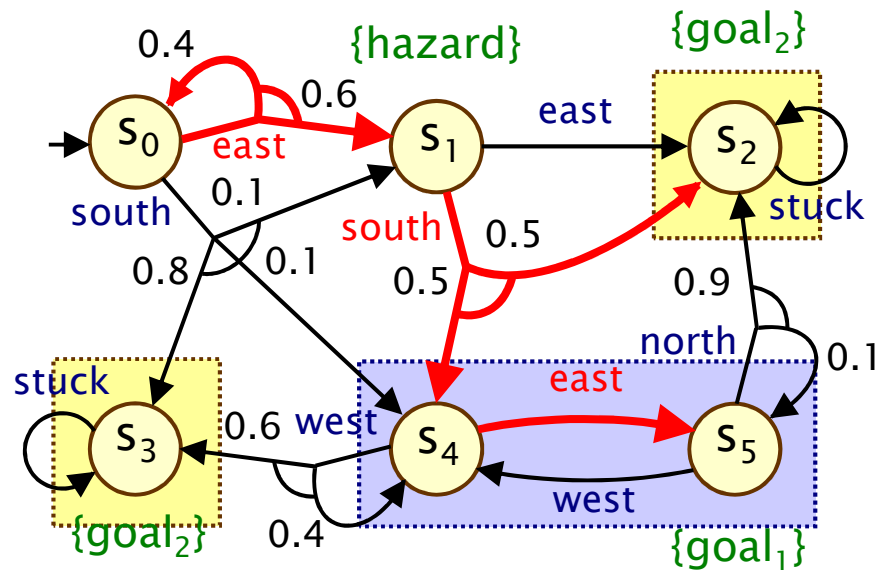 0.4
{hazard}
{goal₂}
0.6
s₀
east
s₁
east
s₂
south
0.1
south
0.5
stuck
0.8
0.1
0.5
0.9
north
0.1
stuck
east
s₃
0.6
west
s₄
s₅
0.4
west
{goal₂}
{goal₁}